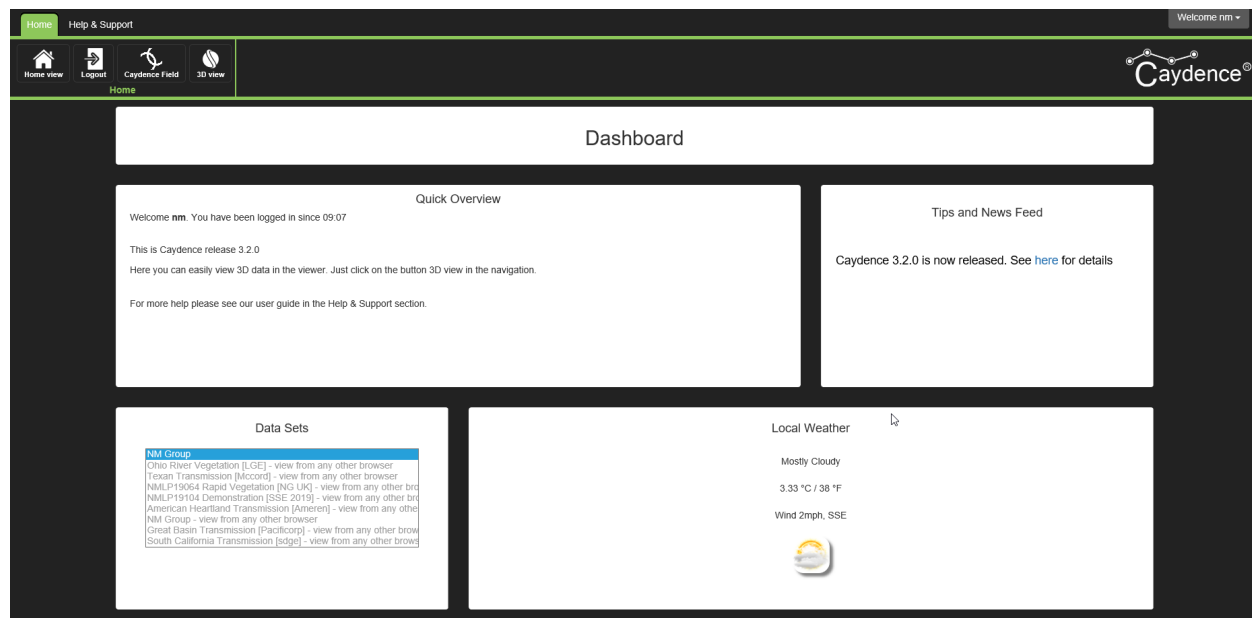 Home Help & Support Welcome nm
Home view Logout Caydence Field 3D view
Home
Caydence®
Dashboard
Quick Overview
Welcome nm. You have been logged in since 09:07
This is Caydence release 3.2.0
Here you can easily view 3D data in the viewer. Just click on the button 3D view in the navigation.
For more help please see our user guide in the Help & Support section.
Tips and News Feed
Caydence 3.2.0 is now released. See here for details
Data Sets
NM Group
Ohio River Vegetation [LGE] - view from any other browser
Texan Transmission [Mccord] - view from any other browser
NMLP19064 Rapid Vegetation [NG UK] - view from any other bro
NMLP19104 Demonstration [SSE 2019] - view from any other bro
American Heartland Transmission [Ameren] - view from any othe
NM Group - view from any other browser
Great Basin Transmission [Pacificorp] - view from any other brow
South California Transmission [sdge] - view from any other brows
Local Weather
Mostly Cloudy
3.33 °C / 38 °F
Wind 2mph, SSE